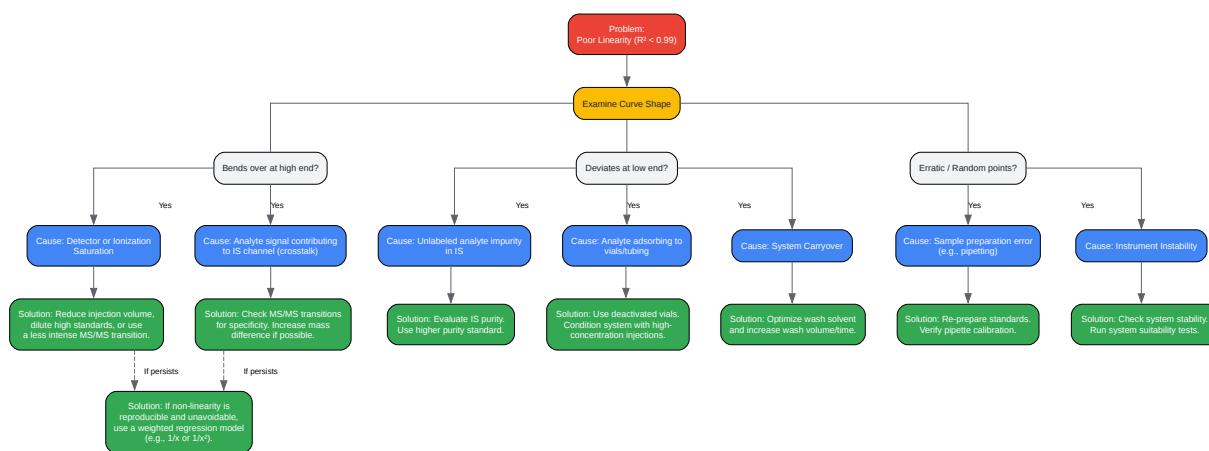 Problem:
Poor Linearity (R² < 0.99)
Examine Curve Shape
Bends over at high end?
Deviates at low end?
Erratic / Random points?
Yes
Yes
Yes
Yes
Yes
Yes
Yes
Cause: Detector or Ionization
Saturation
Cause: Analyte signal contributing
to IS channel (crosstalk)
Cause: Unlabeled analyte impurity
in IS
Cause: Analyte adsorbing to
vials/tubing
Cause: System Carryover
Cause: Sample preparation error
(e.g., pipetting)
Cause: Instrument Instability
Solution: Reduce injection volume,
dilute high standards, or use
a less intense MS/MS transition.
Solution: Check MS/MS transitions
for specificity. Increase mass
difference if possible.
Solution: Evaluate IS purity.
Use higher purity standard.
Solution: Use deactivated vials.
Condition system with high-
concentration injections.
Solution: Optimize wash solvent
and increase wash volume/time.
Solution: Re-prepare standards.
Verify pipette calibration.
Solution: Check system stability.
Run system suitability tests.
If persists
If persists
Solution: If non-linearity is
reproducible and unavoidable,
use a weighted regression model
(e.g., 1/x or 1/x²).